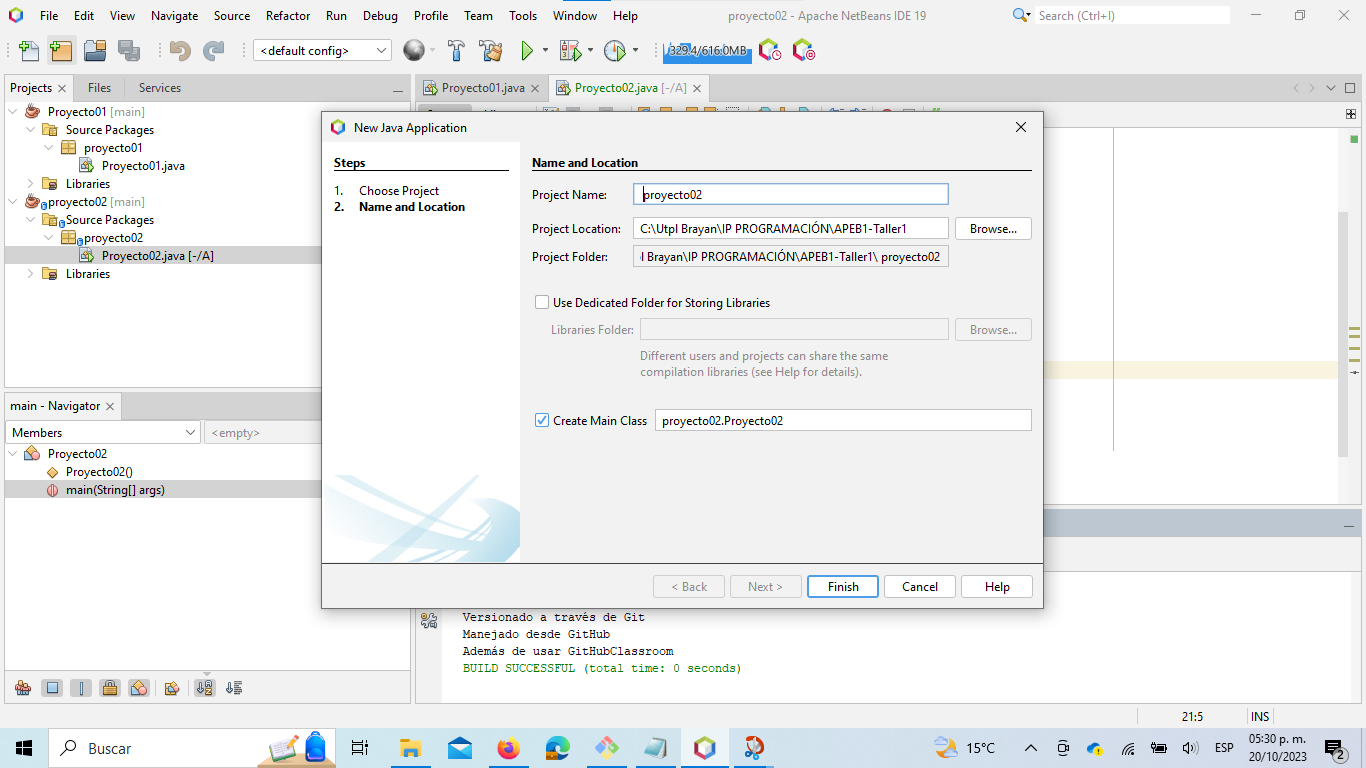 File Edit View Navigate Source Refactor Run Debug Profile Team Tools Window Help
proyecto02 - Apache NetBeans IDE 19
Search (Ctrl+I)
<default config>
329.4/616.0MB
Projects Files Services
Proyecto01.java
Proyecto02.java [-/A]
Proyecto01 [main]
Source Packages
proyecto01
Proyecto01.java
Libraries
proyecto02 [main]
Source Packages
proyecto02
Proyecto02.java [-/A]
Libraries
main - Navigator
Members
<empty>
Proyecto02
Proyecto02()
main(String[] args)
New Java Application
Steps
1. Choose Project
2. Name and Location
Name and Location
Project Name: proyecto02
Project Location: C:\Utpl Brayan\IP PROGRAMACIÓN\APEB1-Taller1 Browse...
Project Folder: l Brayan\IP PROGRAMACIÓN\APEB1-Taller1\ proyecto02
Use Dedicated Folder for Storing Libraries
Libraries Folder: Browse...
Different users and projects can share the same
compilation libraries (see Help for details).
Create Main Class proyecto02.Proyecto02
< Back Next > Finish Cancel Help
Versionado a través de Git
Manejado desde GitHub
Además de usar GitHubClassroom
BUILD SUCCESSFUL (total time: 0 seconds)
21:5 INS
Buscar
15°C
ESP
05:30 p. m.
20/10/2023
2